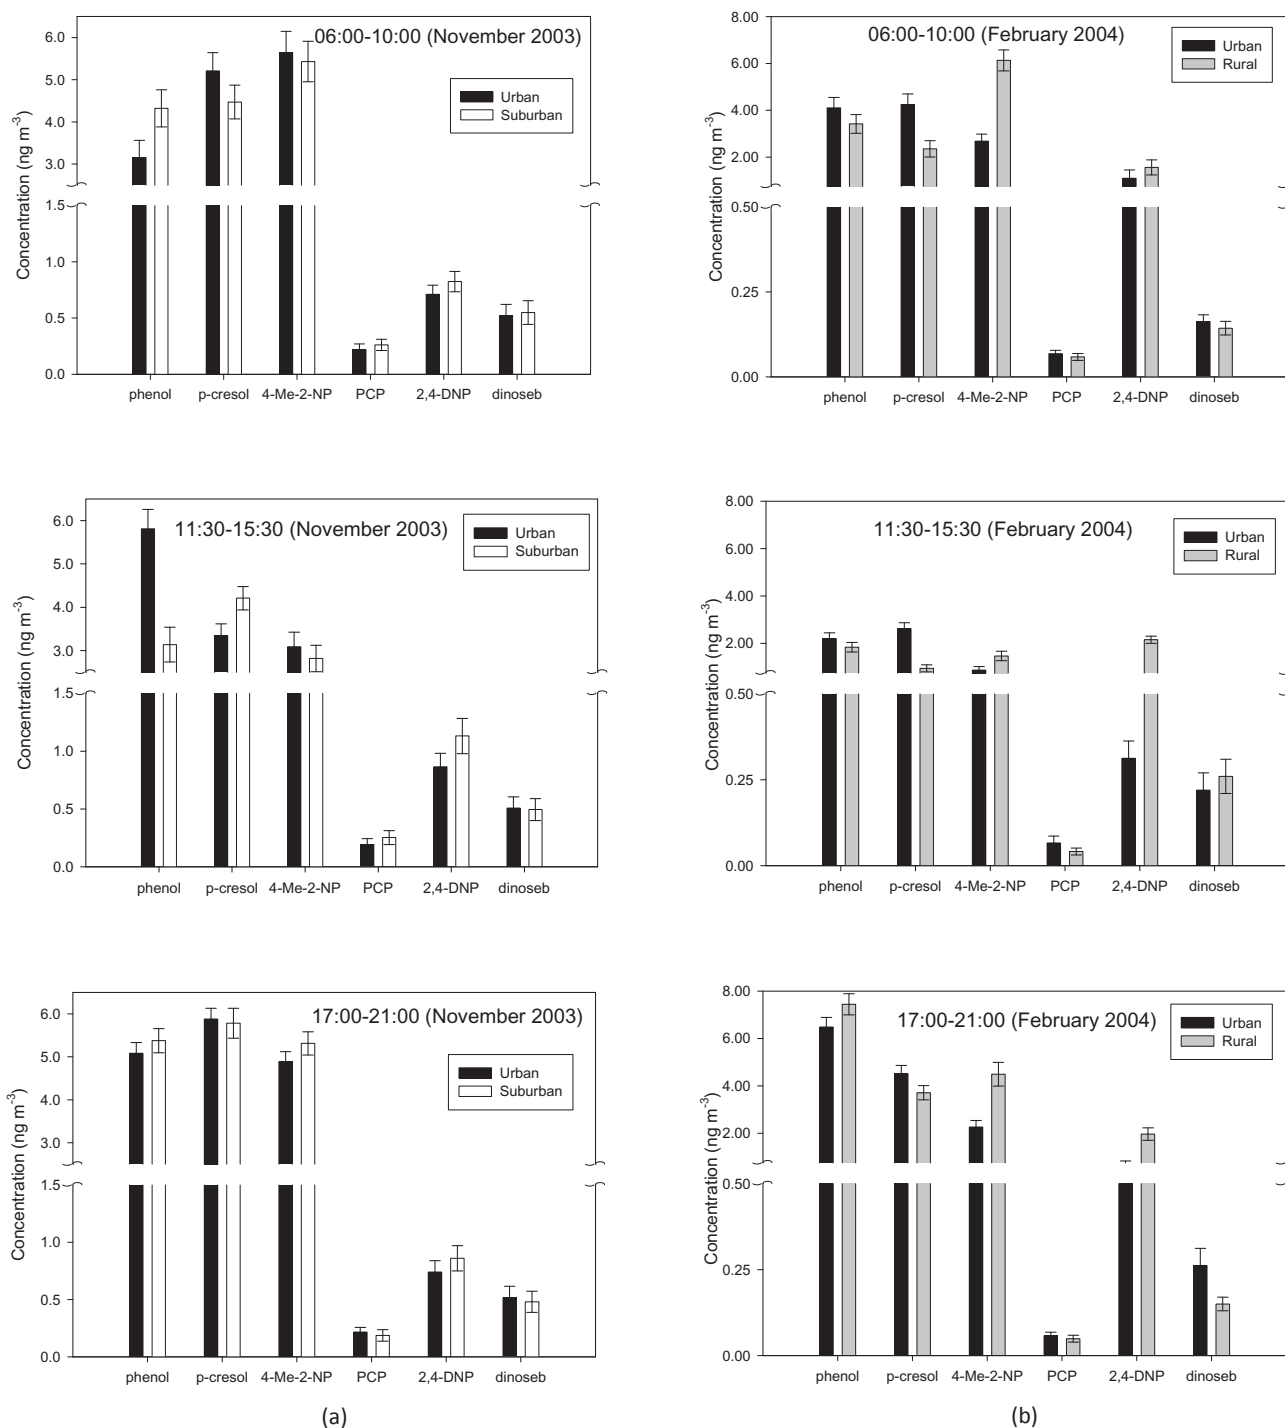 06:00-10:00 (November 2003)
Concentration (ng m⁻³)
6.0
5.0
4.0
3.0
1.5
1.0
0.5
0.0
Urban
Suburban
phenol p-cresol 4-Me-2-NP PCP 2,4-DNP dinoseb
06:00-10:00 (February 2004)
Concentration (ng m⁻³)
8.00
6.00
4.00
2.00
0.50
0.25
0.00
Urban
Rural
phenol p-cresol 4-Me-2-NP PCP 2,4-DNP dinoseb
11:30-15:30 (November 2003)
Concentration (ng m⁻³)
6.0
5.0
4.0
3.0
1.5
1.0
0.5
0.0
Urban
Suburban
phenol p-cresol 4-Me-2-NP PCP 2,4-DNP dinoseb
11:30-15:30 (February 2004)
Concentration (ng m⁻³)
8.00
6.00
4.00
2.00
0.50
0.25
0.00
Urban
Rural
phenol p-cresol 4-Me-2-NP PCP 2,4-DNP dinoseb
17:00-21:00 (November 2003)
Concentration (ng m⁻³)
6.0
5.0
4.0
3.0
1.5
1.0
0.5
0.0
Urban
Suburban
phenol p-cresol 4-Me-2-NP PCP 2,4-DNP dinoseb
17:00-21:00 (February 2004)
Concentration (ng m⁻³)
8.00
6.00
4.00
2.00
0.50
0.25
0.00
Urban
Rural
phenol p-cresol 4-Me-2-NP PCP 2,4-DNP dinoseb
(a)
(b)